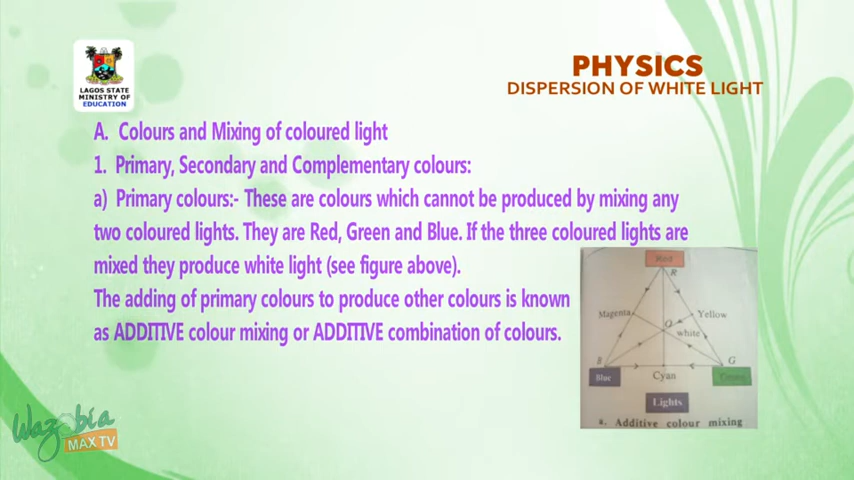 LAGOS STATE
MINISTRY OF
EDUCATION
PHYSICS
DISPERSION OF WHITE LIGHT
A. Colours and Mixing of coloured light
1. Primary, Secondary and Complementary colours:
a) Primary colours:- These are colours which cannot be produced by mixing any
two coloured lights. They are Red, Green and Blue. If the three coloured lights are
mixed they produce white light (see figure above).
The adding of primary colours to produce other colours is known
as ADDITIVE colour mixing or ADDITIVE combination of colours.
Red
R
Magenta
Yellow
O
white
B
G
Blue
Cyan
Green
Lights
a. Additive colour mixing
Wazobia
MAX TV